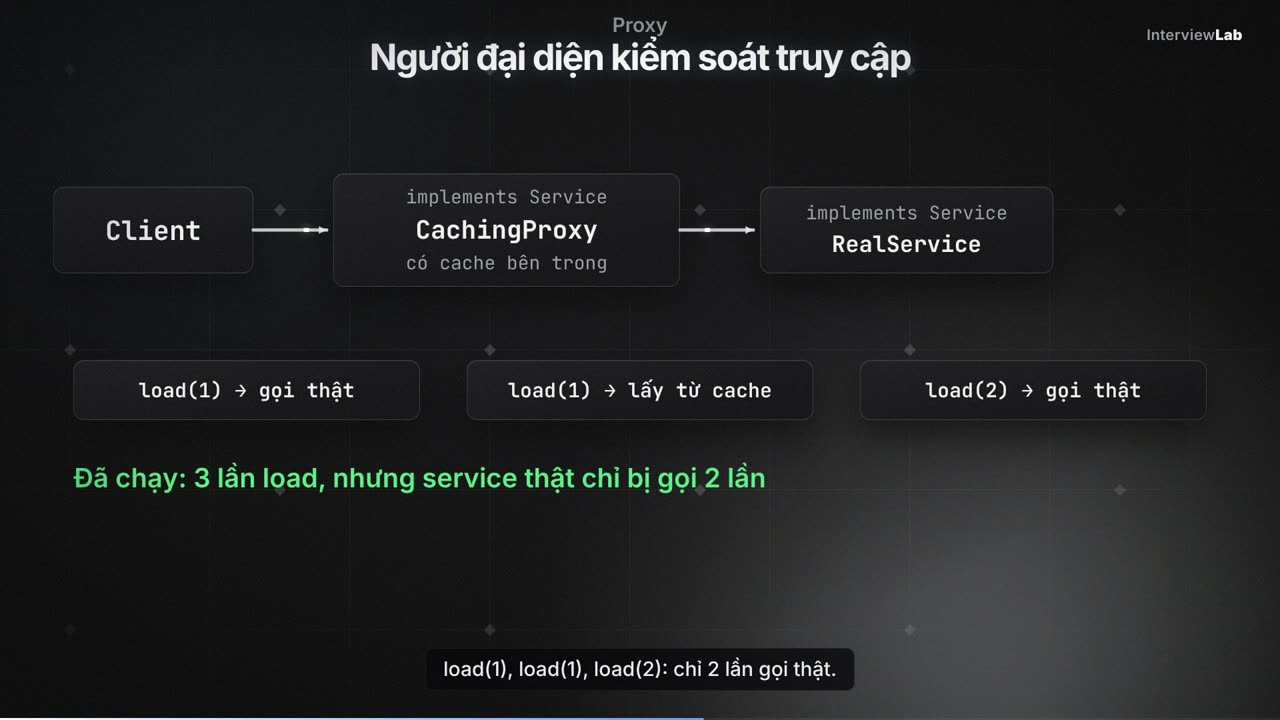 Proxy
Người đại diện kiểm soát truy cập
InterviewLab
Client
implements Service
CachingProxy
có cache bên trong
implements Service
RealService
load(1) → gọi thật
load(1) → lấy từ cache
load(2) → gọi thật
Đã chạy: 3 lần load, nhưng service thật chỉ bị gọi 2 lần
load(1), load(1), load(2): chỉ 2 lần gọi thật.